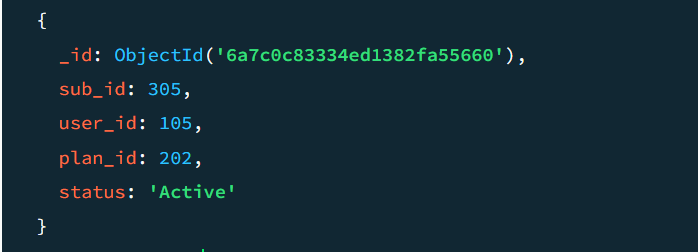 {
_id: ObjectId('6a7c0c83334ed1382fa55660'),
sub_id: 305,
user_id: 105,
plan_id: 202,
status: 'Active'
}